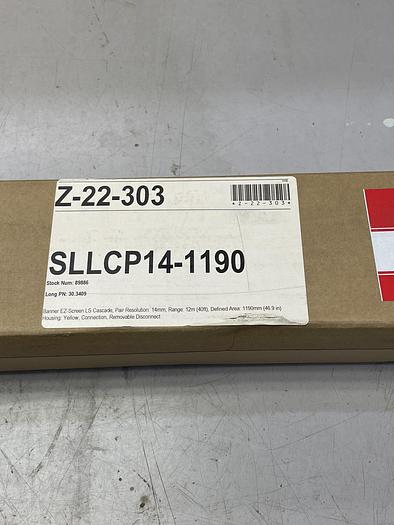 Z-22-303
*Z-22-303*
SLLCP14-1190
Stock Num: 89886
Long PN: 30.3409
Banner EZ-Screen LS Cascade, Pair Resolution: 14mm; Range: 12m (40ft), Defined Area: 1190mm (46.9 in)
Housing: Yellow, Connection, Removable Disconnect